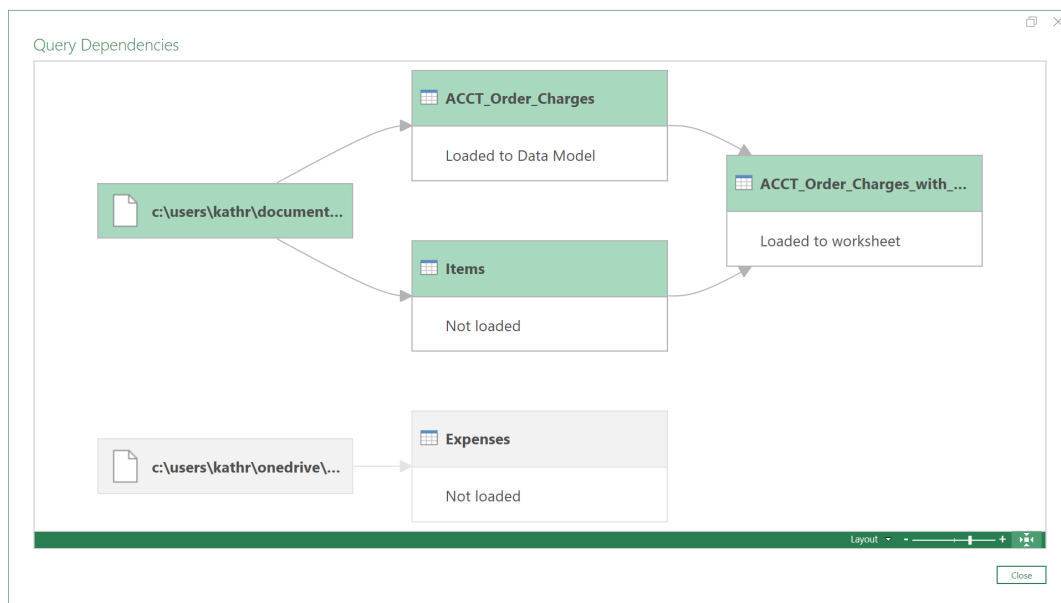 Query Dependencies
ACCT_Order_Charges
Loaded to Data Model
c:\users\kathr\document...
ACCT_Order_Charges_with_...
Loaded to worksheet
Items
Not loaded
c:\users\kathr\onedrive\...
Expenses
Not loaded
Layout - +
Close